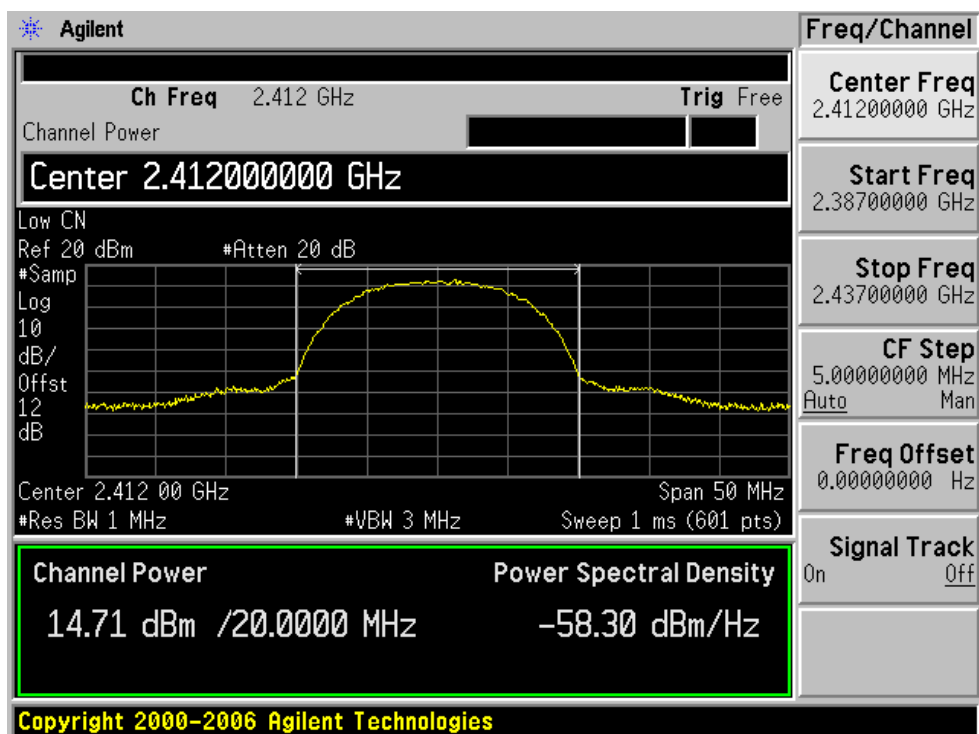 Agilent
Freq/Channel
Ch Freq 2.412 GHz Trig Free
Channel Power
Center 2.412000000 GHz
Low CN
Ref 20 dBm #Atten 20 dB
#Samp
Log
10
dB/
Offst
12
dB
Center 2.412 00 GHz Span 50 MHz
#Res BW 1 MHz #VBW 3 MHz Sweep 1 ms (601 pts)
Channel Power Power Spectral Density
14.71 dBm /20.0000 MHz -58.30 dBm/Hz
Copyright 2000-2006 Agilent Technologies
Center Freq
2.41200000 GHz
Start Freq
2.38700000 GHz
Stop Freq
2.43700000 GHz
CF Step
5.00000000 MHz
Auto Man
Freq Offset
0.00000000 Hz
Signal Track
On Off